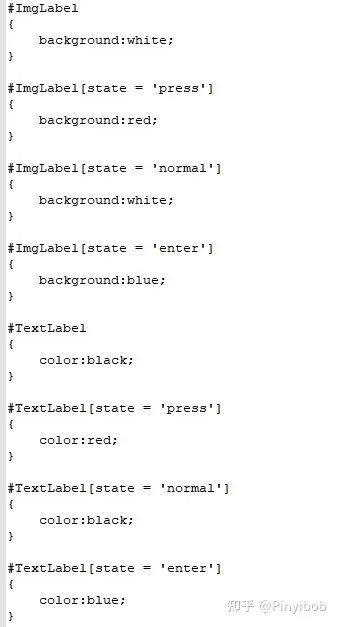 #ImgLabel
{
    background:white;
}

#ImgLabel[state = 'press']
{
    background:red;
}

#ImgLabel[state = 'normal']
{
    background:white;
}

#ImgLabel[state = 'enter']
{
    background:blue;
}

#TextLabel
{
    color:black;
}

#TextLabel[state = 'press']
{
    color:red;
}

#TextLabel[state = 'normal']
{
    color:black;
}

#TextLabel[state = 'enter']
{
    color:blue;
}
知乎 @Pinyibob